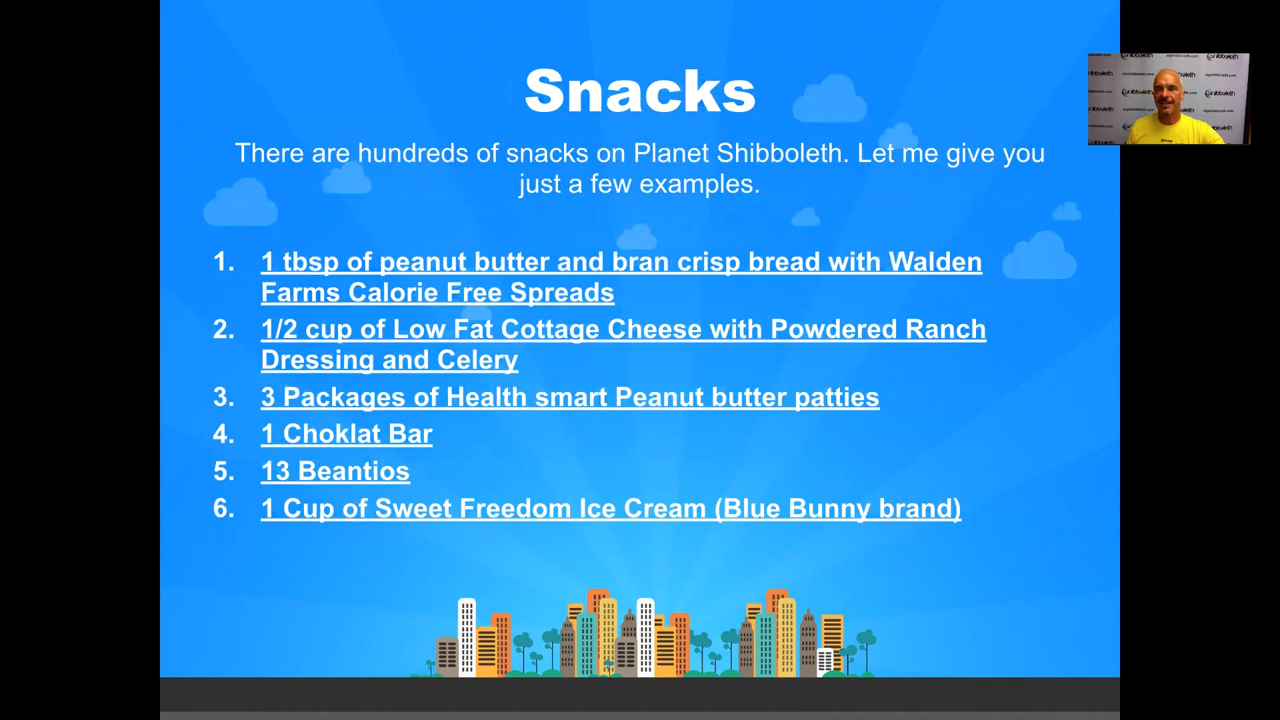 Snacks
There are hundreds of snacks on Planet Shibboleth. Let me give you
just a few examples.
1. 1 tbsp of peanut butter and bran crisp bread with Walden
Farms Calorie Free Spreads
2. 1/2 cup of Low Fat Cottage Cheese with Powdered Ranch
Dressing and Celery
3. 3 Packages of Health smart Peanut butter patties
4. 1 Choklat Bar
5. 13 Beantios
6. 1 Cup of Sweet Freedom Ice Cream (Blue Bunny brand)